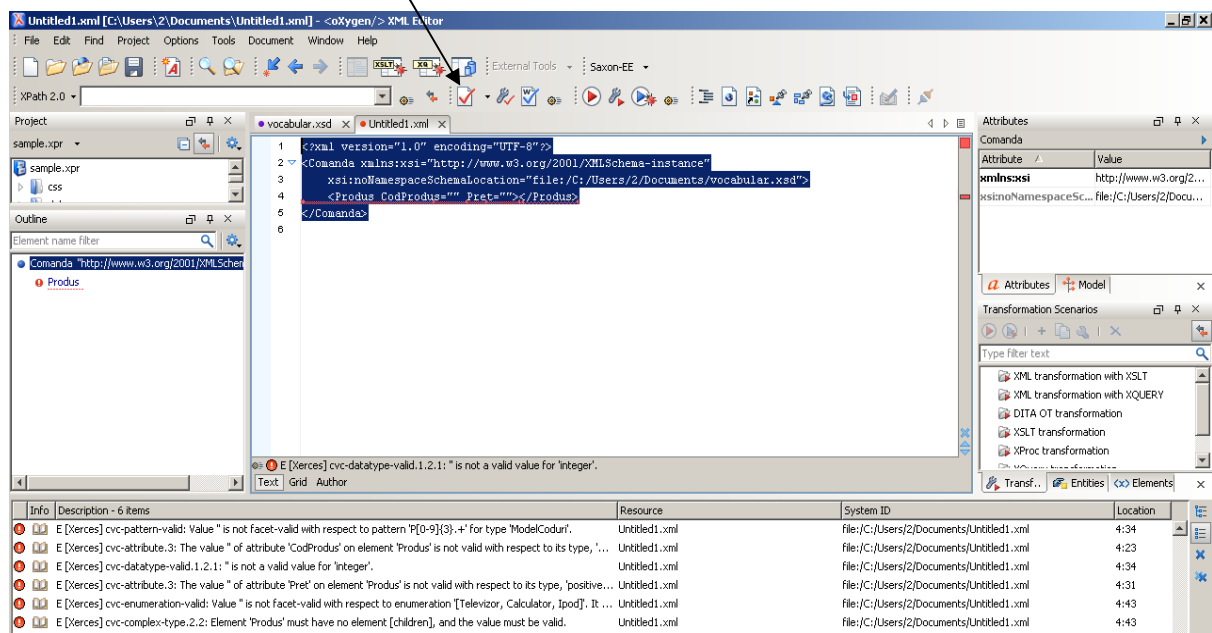 Untitled1.xml [C:\Users\2\Documents\Untitled1.xml] - <oXygen/> XML Editor
File Edit Find Project Options Tools Document Window Help
External Tools Saxon-EE
XPath 2.0
Project
sample.xpr
sample.xpr
css
Outline
Element name filter
Comanda "http://www.w3.org/2001/XMLSchem
Produs
vocabular.xsd × Untitled1.xml ×
1 <?xml version="1.0" encoding="UTF-8"?>
2 <Comanda xmlns:xsi="http://www.w3.org/2001/XMLSchema-instance"
3 xsi:noNamespaceSchemaLocation="file:/C:/Users/2/Documents/vocabular.xsd">
4 <Produs CodProdus="" Pret=""></Produs>
5 </Comanda>
6
E [Xerces] cvc-datatype-valid.1.2.1: '' is not a valid value for 'integer'.
Text Grid Author
Attributes
Comanda
Attribute Value
xmlns:xsi http://www.w3.org/2...
xsi:noNamespaceSc... file:/C:/Users/2/Docu...
Attributes Model
Transformation Scenarios
Type filter text
XML transformation with XSLT
XML transformation with XQUERY
DITA OT transformation
XSLT transformation
XProc transformation
Transf.. Entities Elements
Info Description - 6 items Resource System ID Location
E [Xerces] cvc-pattern-valid: Value '' is not facet-valid with respect to pattern 'P[0-9]{3}.+' for type 'ModelCoduri'. Untitled1.xml file:/C:/Users/2/Documents/Untitled1.xml 4:34
E [Xerces] cvc-attribute.3: The value '' of attribute 'CodProdus' on element 'Produs' is not valid with respect to its type, '... Untitled1.xml file:/C:/Users/2/Documents/Untitled1.xml 4:23
E [Xerces] cvc-datatype-valid.1.2.1: '' is not a valid value for 'integer'. Untitled1.xml file:/C:/Users/2/Documents/Untitled1.xml 4:34
E [Xerces] cvc-attribute.3: The value '' of attribute 'Pret' on element 'Produs' is not valid with respect to its type, 'positive... Untitled1.xml file:/C:/Users/2/Documents/Untitled1.xml 4:31
E [Xerces] cvc-enumeration-valid: Value '' is not facet-valid with respect to enumeration '[Televizor, Calculator, Ipod]'. It ... Untitled1.xml file:/C:/Users/2/Documents/Untitled1.xml 4:43
E [Xerces] cvc-complex-type.2.2: Element 'Produs' must have no element [children], and the value must be valid. Untitled1.xml file:/C:/Users/2/Documents/Untitled1.xml 4:43